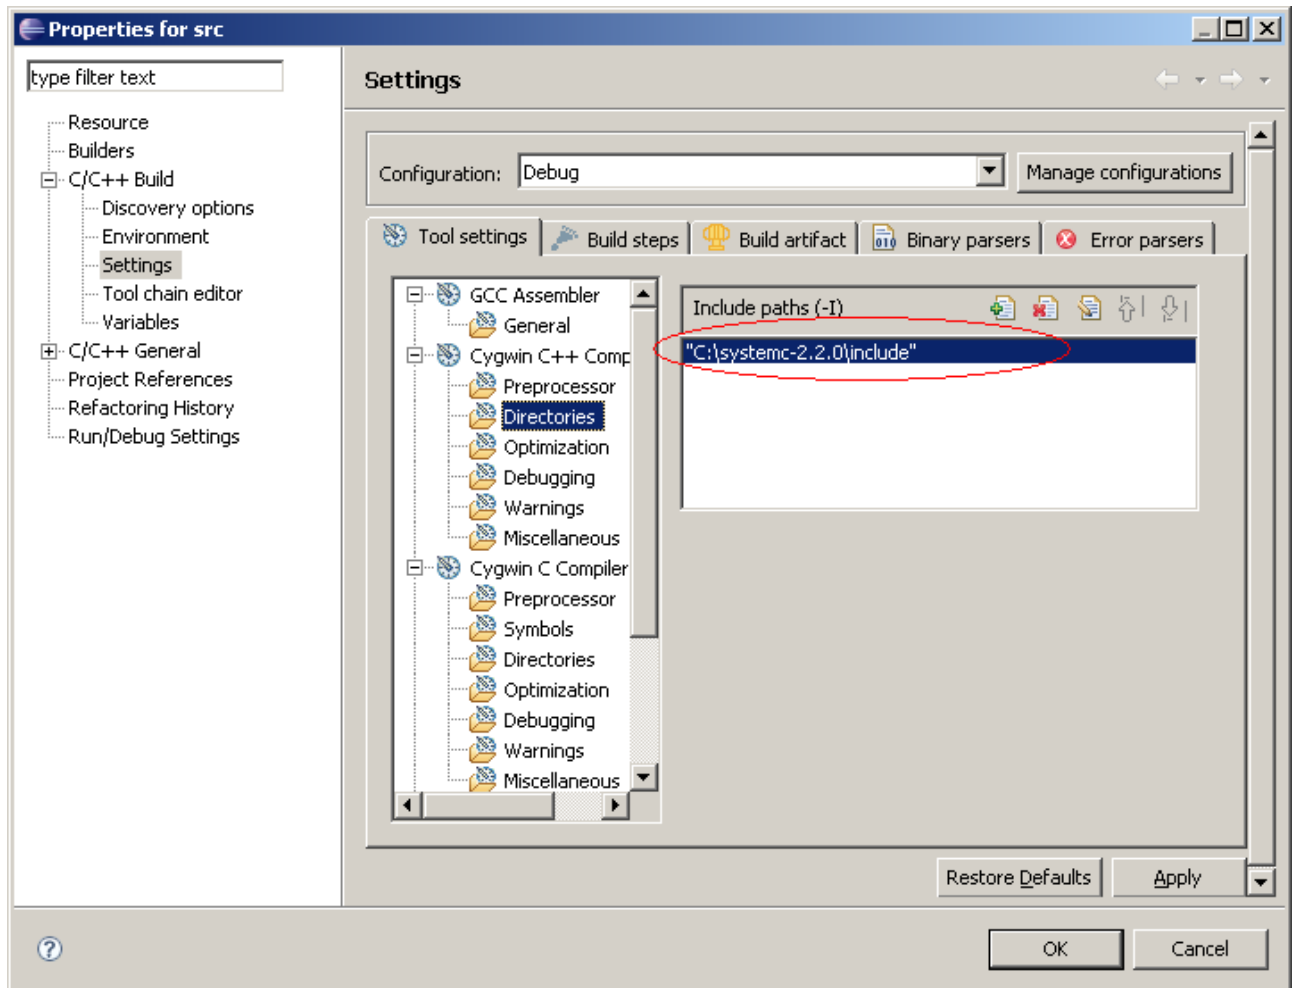 Properties for src
type filter text
Resource
Builders
C/C++ Build
Discovery options
Environment
Settings
Tool chain editor
Variables
C/C++ General
Project References
Refactoring History
Run/Debug Settings
Settings
Configuration: Debug Manage configurations
Tool settings Build steps Build artifact 010 Binary parsers Error parsers
GCC Assembler
General
Cygwin C++ Comp
Preprocessor
Directories
Optimization
Debugging
Warnings
Miscellaneous
Cygwin C Compiler
Preprocessor
Symbols
Directories
Optimization
Debugging
Warnings
Miscellaneous
Include paths (-I)
"C:\systemc-2.2.0\include"
Restore Defaults Apply
? OK Cancel